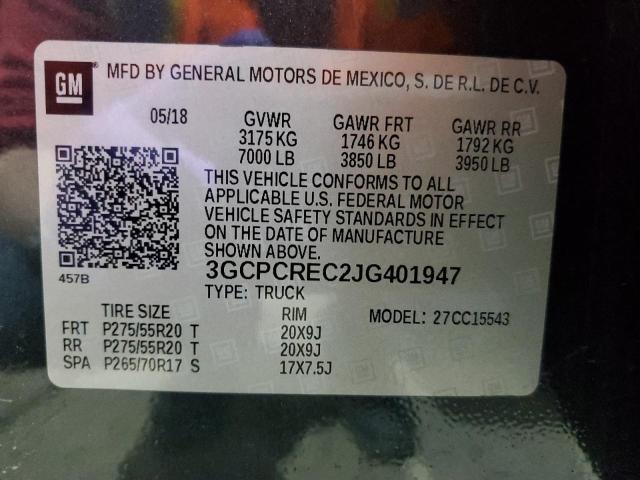 GM® MFD BY GENERAL MOTORS DE MEXICO, S. DE R.L. DE C.V.
05/18 GVWR GAWR FRT GAWR RR
3175 KG 1746 KG 1792 KG
7000 LB 3850 LB 3950 LB
THIS VEHICLE CONFORMS TO ALL
APPLICABLE U.S. FEDERAL MOTOR
VEHICLE SAFETY STANDARDS IN EFFECT
ON THE DATE OF MANUFACTURE
SHOWN ABOVE.
457B 3GCPCREC2JG401947
TYPE: TRUCK
TIRE SIZE RIM MODEL: 27CC15543
FRT P275/55R20 T 20X9J
RR P275/55R20 T 20X9J
SPA P265/70R17 S 17X7.5J